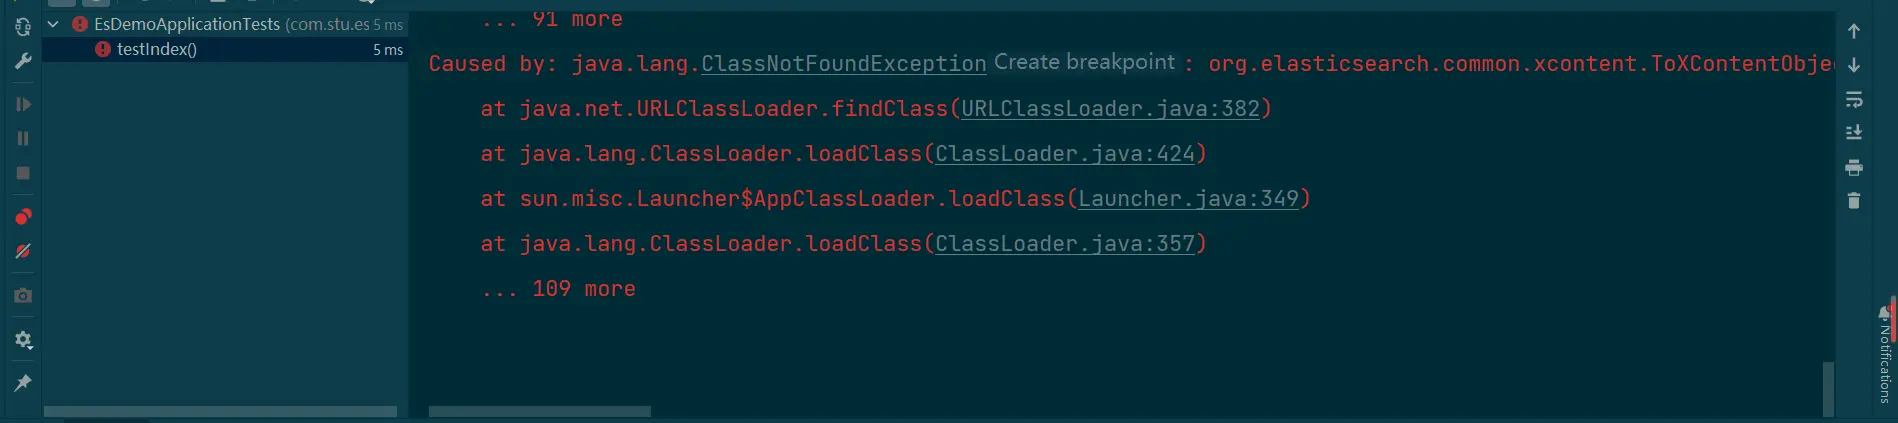 EsDemoApplicationTests (com.stu.es 5 ms
testIndex() 5 ms
... 91 more
Caused by: java.lang.ClassNotFoundException Create breakpoint : org.elasticsearch.common.xcontent.ToXContentObje
at java.net.URLClassLoader.findClass(URLClassLoader.java:382)
at java.lang.ClassLoader.loadClass(ClassLoader.java:424)
at sun.misc.Launcher$AppClassLoader.loadClass(Launcher.java:349)
at java.lang.ClassLoader.loadClass(ClassLoader.java:357)
... 109 more
Notifications